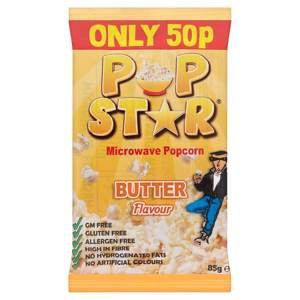 ONLY 50p
POP
STAR®
Microwave Popcorn
BUTTER
Flavour
GM FREE
GLUTEN FREE
ALLERGEN FREE
HIGH IN FIBRE
NO HYDROGENATED FATS
NO ARTIFICIAL COLOURS
85g